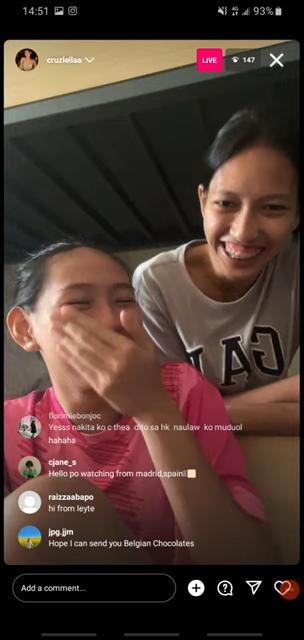 14:51
4G
93%
cruzleilaa
LIVE
147
GAP
florimiebonjoc
Yesss nakita ko c thea dito sa hk naulaw ko muduol
hahaha
cjane_s
Hello po watching from madrid,spain
raizzaabapo
hi from leyte
jpg.jjm
Hope I can send you Belgian Chocolates
Add a comment...